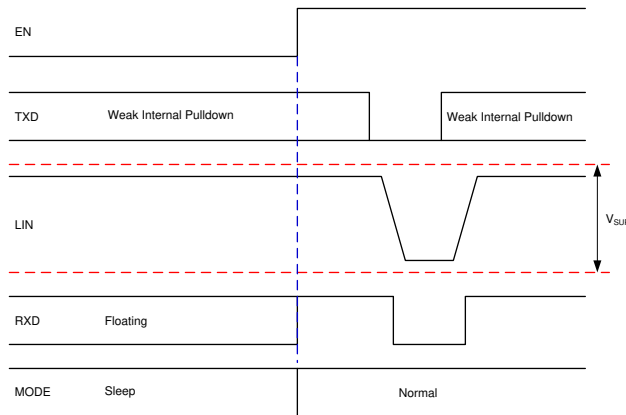 EN
TXD Weak Internal Pulldown Weak Internal Pulldown
LIN
RXD Floating
MODE Sleep Normal